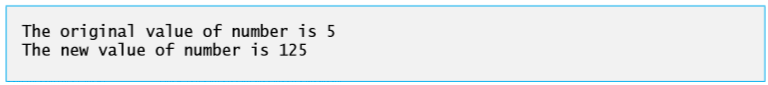 The original value of number is 5
The new value of number is 125